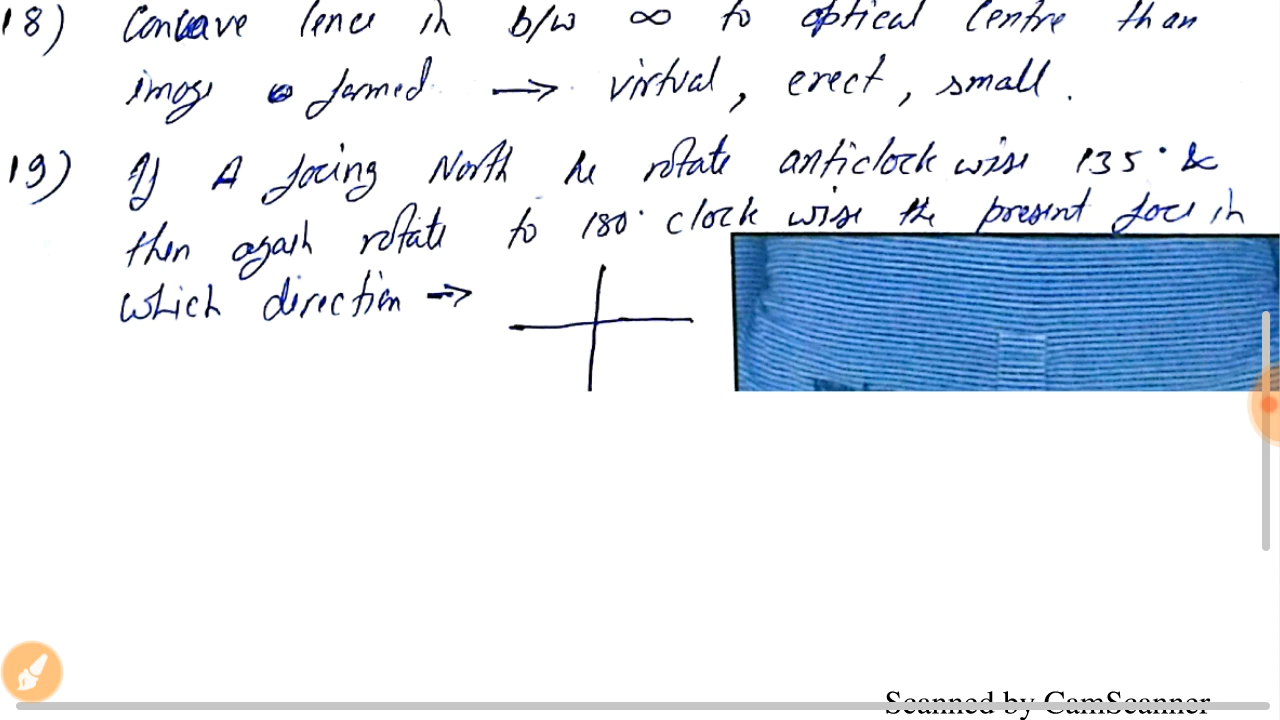 18) Concave lence in b/w ∞ to optical Centre than
image formed → virtual, erect, small.
19) If A facing North he rotate anticlock wise 135° &
then again rotate to 180° clock wise the present face in
which direction →
Scanned by CamScanner